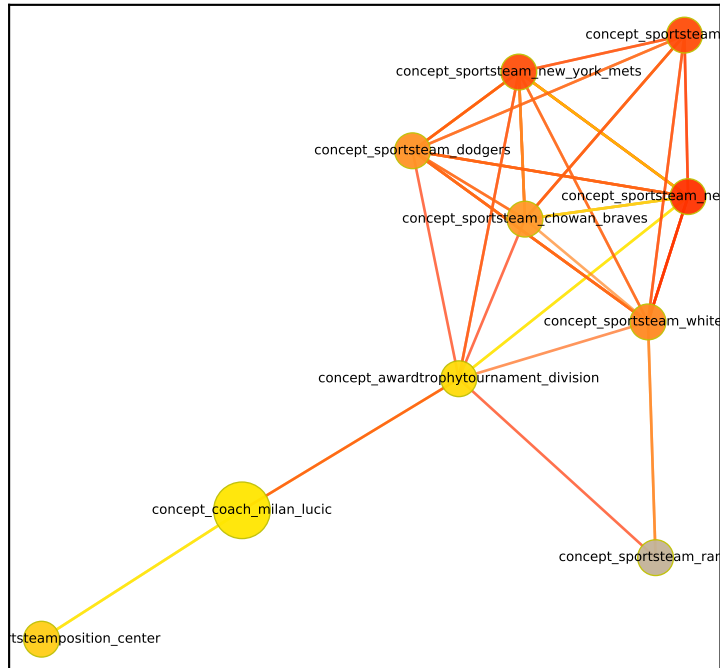 concept_sportsteam
concept_sportsteam_new_york_mets
concept_sportsteam_dodgers
concept_sportsteam_ne
concept_sportsteam_chowan_braves
concept_sportsteam_white
concept_awardtrophytournament_division
concept_coach_milan_lucic
concept_sportsteam_ran
rtsteamposition_center